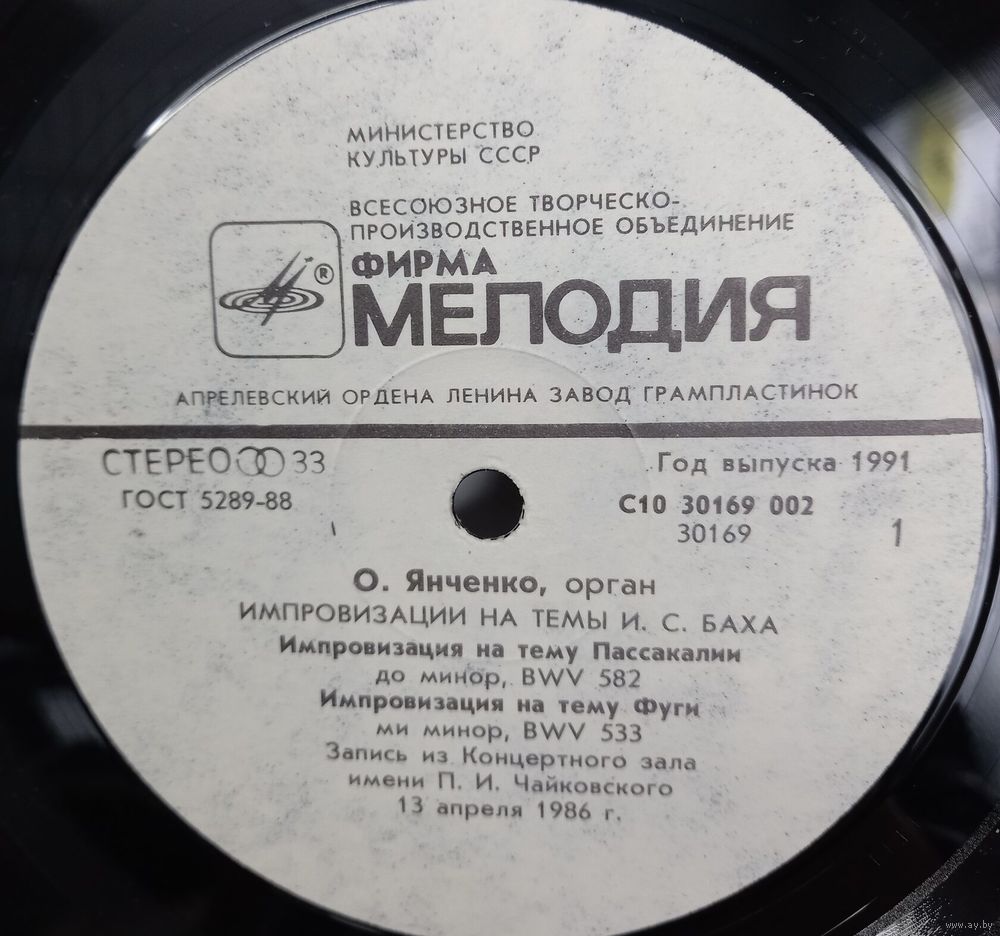 МИНИСТЕРСТВО
КУЛЬТУРЫ СССР
ВСЕСОЮЗНОЕ ТВОРЧЕСКО-
ПРОИЗВОДСТВЕННОЕ ОБЪЕДИНЕНИЕ
®
ФИРМА
МЕЛОДИЯ
АПРЕЛЕВСКИЙ ОРДЕНА ЛЕНИНА ЗАВОД ГРАМПЛАСТИНОК
СТЕРЕО 33
Год выпуска 1991
ГОСТ 5289-88
С10 30169 002
30169
1
О. Янченко, орган
ИМПРОВИЗАЦИИ НА ТЕМЫ И. С. БАХА
Импровизация на тему Пассакалии
до минор, BWV 582
Импровизация на тему Фуги
ми минор, BWV 533
Запись из Концертного зала
имени П. И. Чайковского
13 апреля 1986 г.
www.ay.by